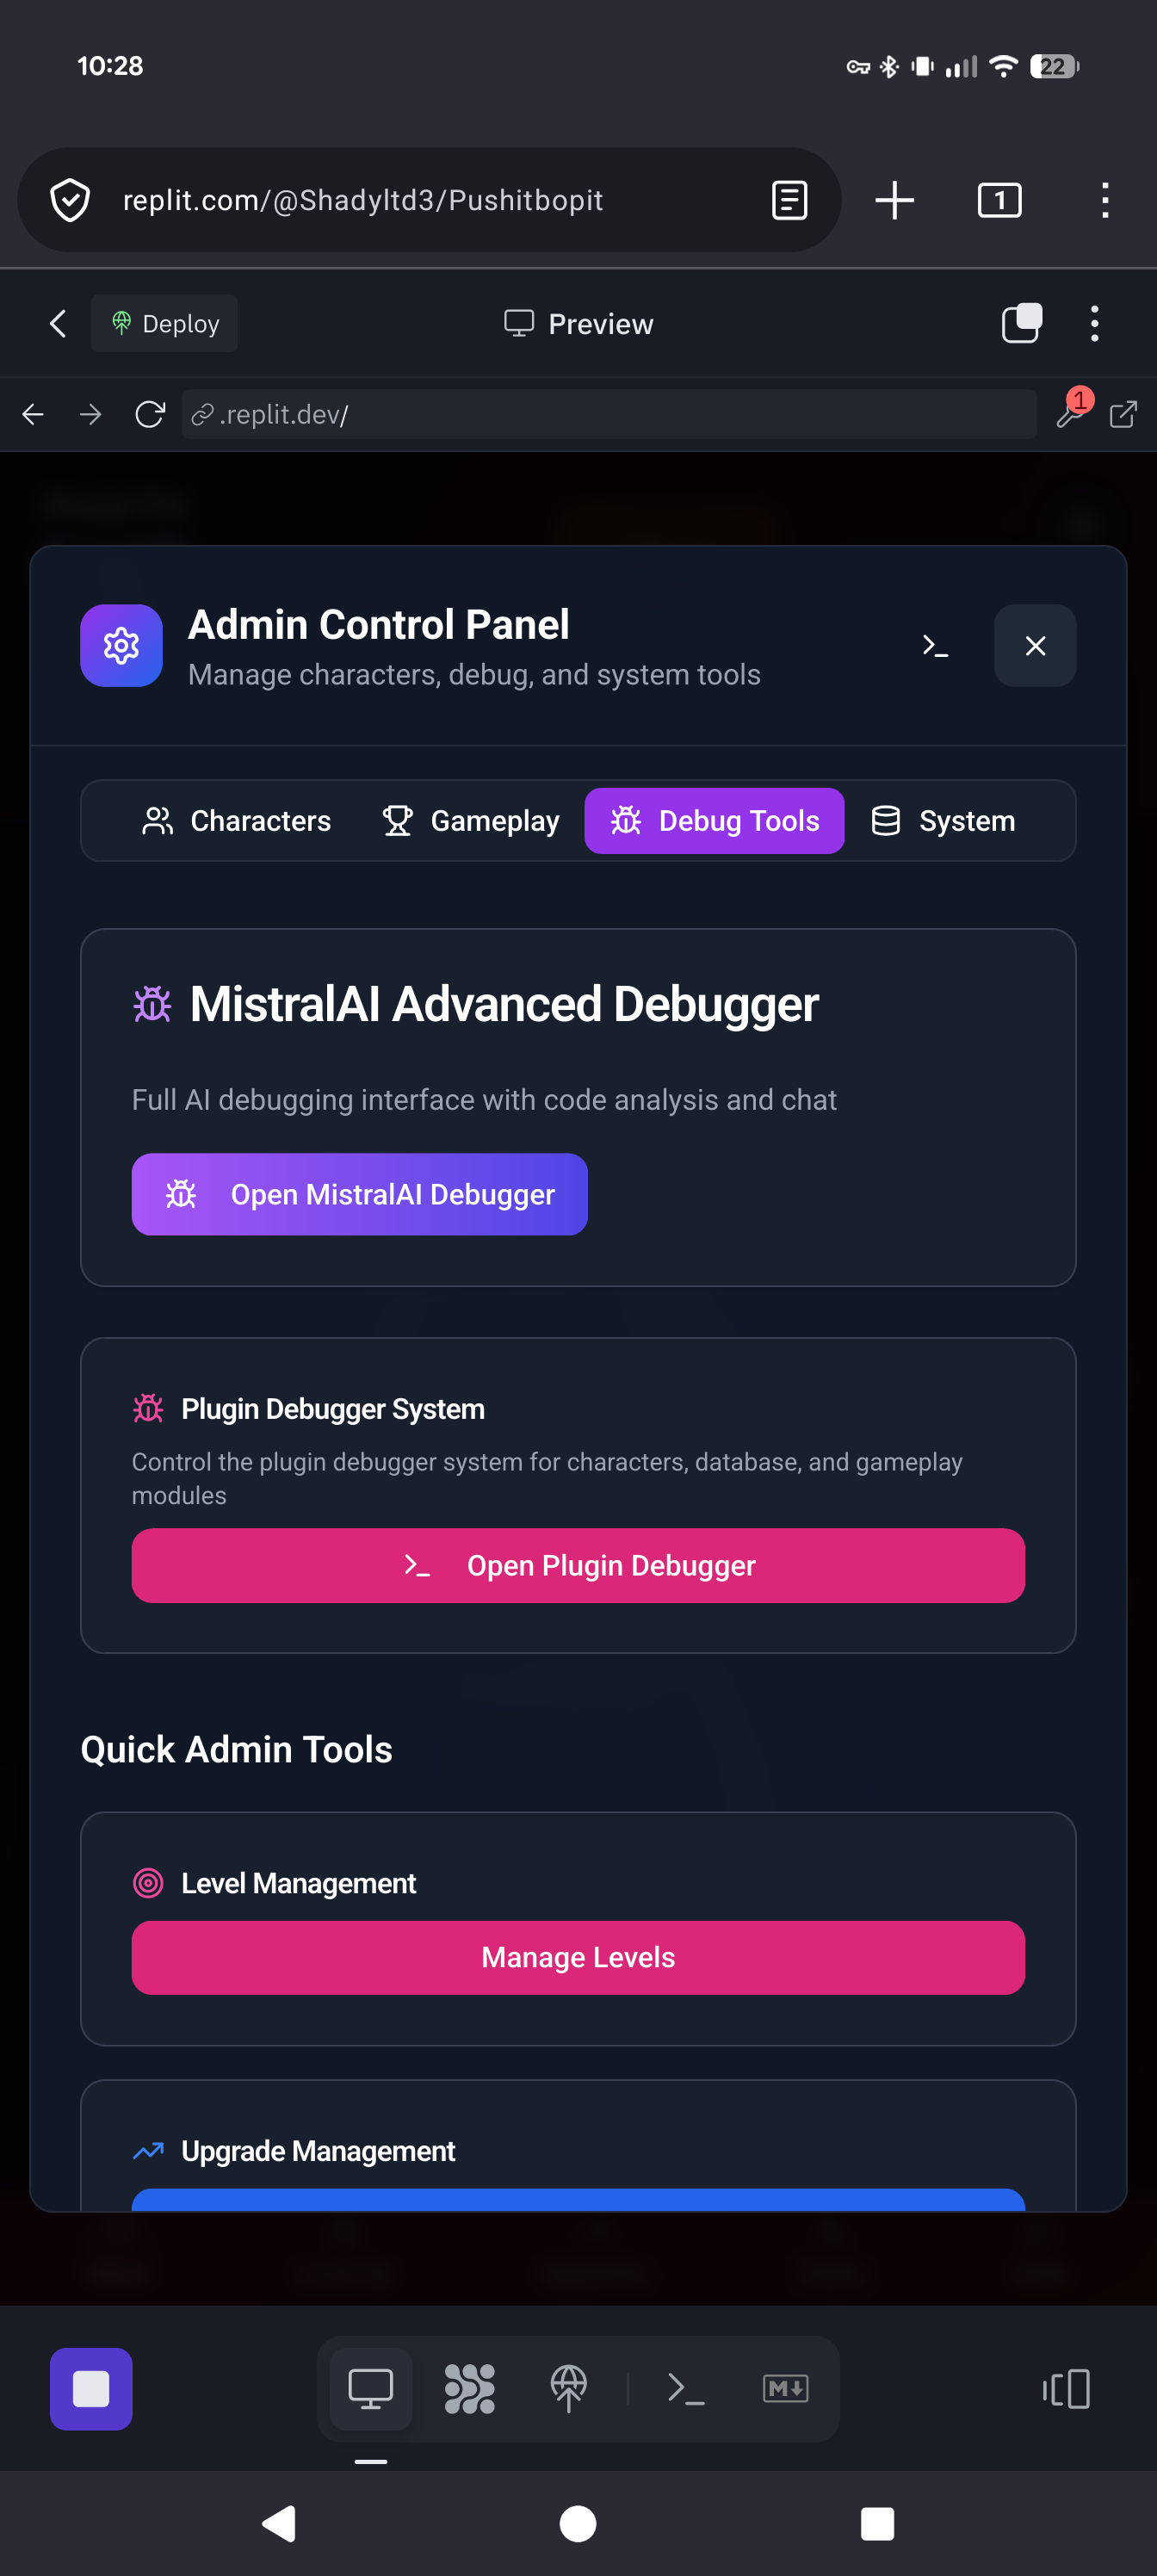 10:28
22
replit.com/@Shadyltd3/Pushitbopit
1
Deploy
Preview
.replit.dev/
1
Admin Control Panel
Manage characters, debug, and system tools
Characters
Gameplay
Debug Tools
System
MistralAI Advanced Debugger
Full AI debugging interface with code analysis and chat
Open MistralAI Debugger
Plugin Debugger System
Control the plugin debugger system for characters, database, and gameplay
modules
Open Plugin Debugger
Quick Admin Tools
Level Management
Manage Levels
Upgrade Management
M